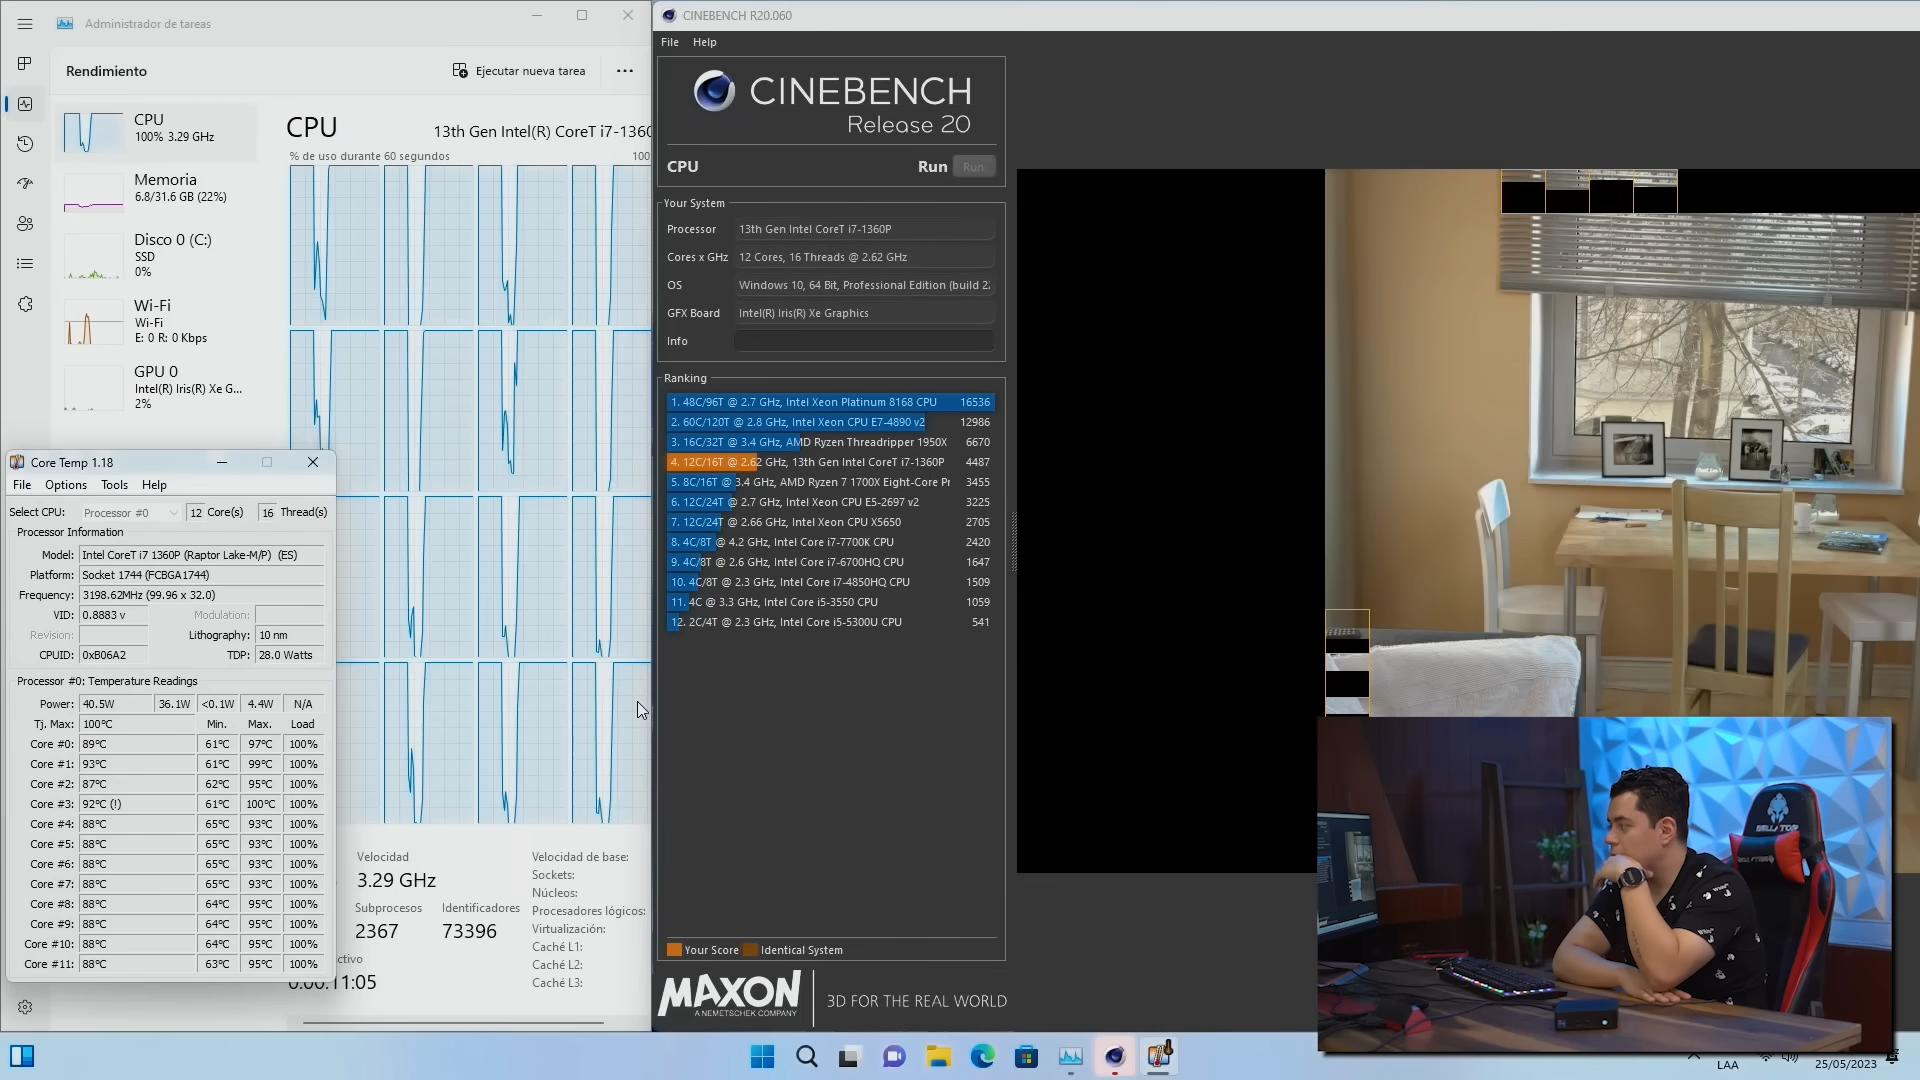 Administrador de tareas
Rendimiento
Ejecutar nueva tarea
CPU
100% 3.29 GHz
Memoria
6.8/31.6 GB (22%)
Disco 0 (C:)
SSD
0%
Wi-Fi
Wi-Fi
E: 0 R: 0 Kbps
GPU 0
Intel(R) Iris(R) Xe G...
2%
CPU
13th Gen Intel(R) CoreT i7-1360
% de uso durante 60 segundos
100
Velocidad
3.29 GHz
Subprocesos
Identificadores
2367
73396
ctivo
0:00:11:05
Velocidad de base:
Sockets:
Núcleos:
Procesadores lógicos:
Virtualización:
Caché L1:
Caché L2:
Caché L3:
Core Temp 1.18
File Options Tools Help
Select CPU: Processor #0 12 Core(s) 16 Thread(s)
Processor Information
Model: Intel CoreT i7 1360P (Raptor Lake-M/P) (ES)
Platform: Socket 1744 (FCBGA1744)
Frequency: 3198.62MHz (99.96 x 32.0)
VID: 0.8883 v Modulation:
Revision: Lithography: 10 nm
CPUID: 0xB06A2 TDP: 28.0 Watts
Processor #0: Temperature Readings
Power: 40.5W 36.1W <0.1W 4.4W N/A
Tj. Max: 100°C Min. Max. Load
Core #0: 89°C 61°C 97°C 100%
Core #1: 93°C 61°C 99°C 100%
Core #2: 87°C 62°C 95°C 100%
Core #3: 92°C (!) 61°C 100°C 100%
Core #4: 88°C 65°C 93°C 100%
Core #5: 88°C 65°C 93°C 100%
Core #6: 88°C 65°C 93°C 100%
Core #7: 88°C 65°C 93°C 100%
Core #8: 88°C 64°C 95°C 100%
Core #9: 88°C 64°C 95°C 100%
Core #10: 88°C 64°C 95°C 100%
Core #11: 88°C 63°C 95°C 100%
CINEBENCH R20.060
File Help
CINEBENCH
Release 20
CPU Run Run
Your System
Processor 13th Gen Intel CoreT i7-1360P
Cores x GHz 12 Cores, 16 Threads @ 2.62 GHz
OS Windows 10, 64 Bit, Professional Edition (build 2
GFX Board Intel(R) Iris(R) Xe Graphics
Info
Ranking
1. 48C/96T @ 2.7 GHz, Intel Xeon Platinum 8168 CPU 16536
2. 60C/120T @ 2.8 GHz, Intel Xeon CPU E7-4890 v2 12986
3. 16C/32T @ 3.4 GHz, AMD Ryzen Threadripper 1950X 6670
4. 12C/16T @ 2.62 GHz, 13th Gen Intel CoreT i7-1360P 4487
5. 8C/16T @ 3.4 GHz, AMD Ryzen 7 1700X Eight-Core Pr 3455
6. 12C/24T @ 2.7 GHz, Intel Xeon CPU E5-2697 v2 3225
7. 12C/24T @ 2.66 GHz, Intel Xeon CPU X5650 2705
8. 4C/8T @ 4.2 GHz, Intel Core i7-7700K CPU 2420
9. 4C/8T @ 2.6 GHz, Intel Core i7-6700HQ CPU 1647
10. 4C/8T @ 2.3 GHz, Intel Core i7-4850HQ CPU 1509
11. 4C @ 3.3 GHz, Intel Core i5-3550 CPU 1059
12. 2C/4T @ 2.3 GHz, Intel Core i5-5300U CPU 541
Your Score Identical System
MAXON
A NEMETSCHEK COMPANY
3D FOR THE REAL WORLD
LAA
25/05/2023